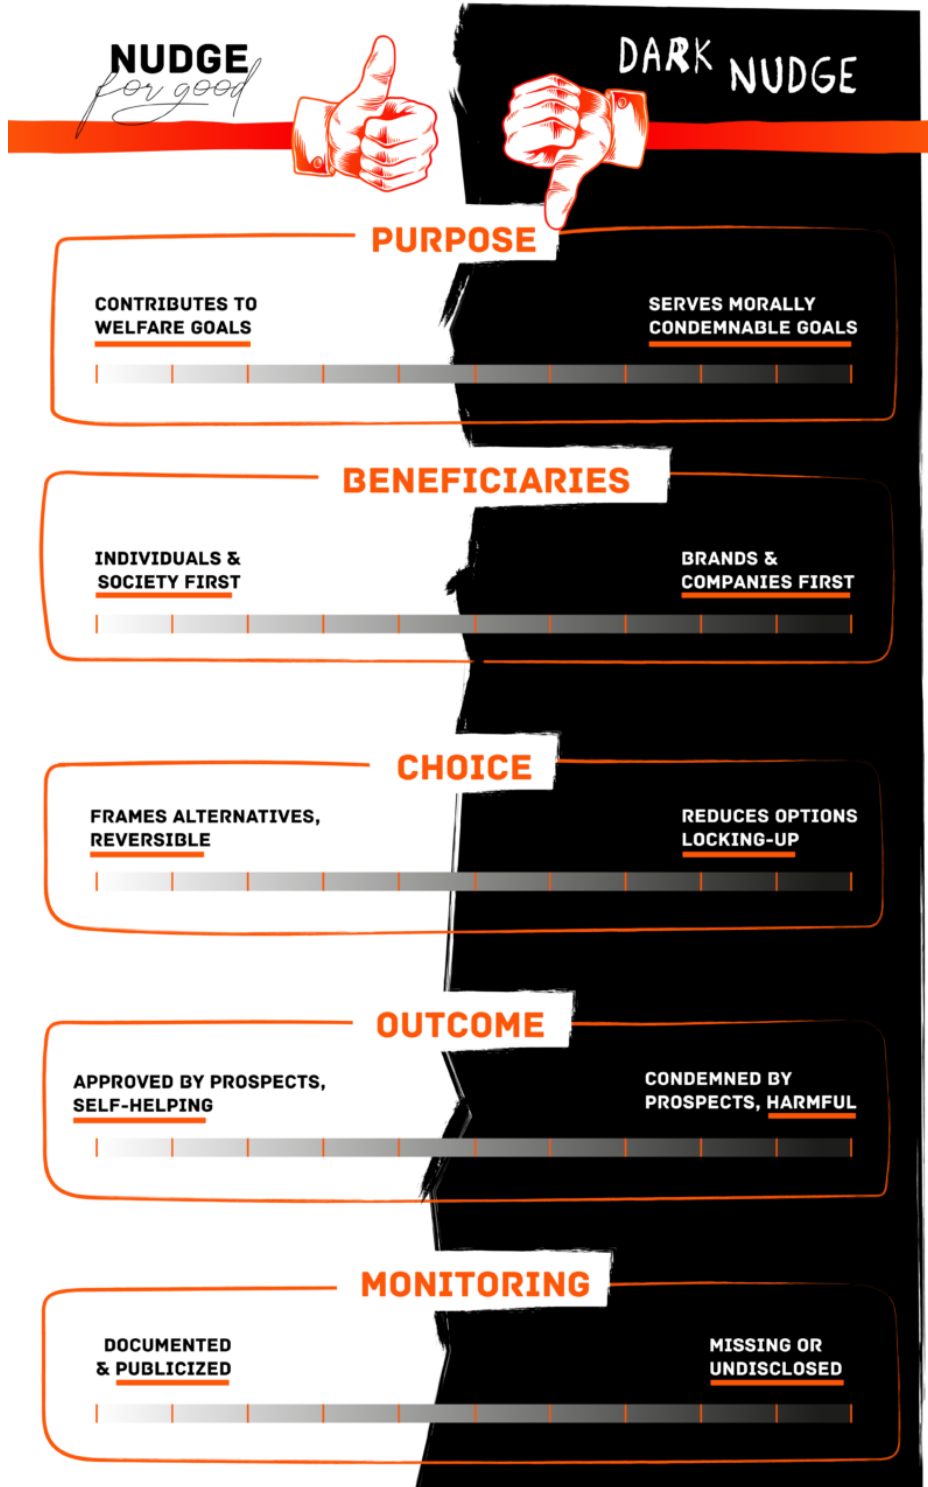 NUDGE
for good
DARK NUDGE
PURPOSE
CONTRIBUTES TO
WELFARE GOALS
SERVES MORALLY
CONDEMNABLE GOALS
BENEFICIARIES
INDIVIDUALS &
SOCIETY FIRST
BRANDS &
COMPANIES FIRST
CHOICE
FRAMES ALTERNATIVES,
REVERSIBLE
REDUCES OPTIONS
LOCKING-UP
OUTCOME
APPROVED BY PROSPECTS,
SELF-HELPING
CONDEMNED BY
PROSPECTS, HARMFUL
MONITORING
DOCUMENTED
& PUBLICIZED
MISSING OR
UNDISCLOSED